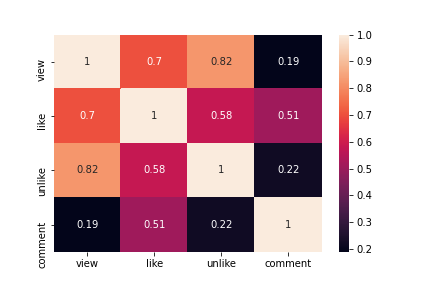 view 1 0.7 0.82 0.19
like 0.7 1 0.58 0.51
unlike 0.82 0.58 1 0.22
comment 0.19 0.51 0.22 1
view like unlike comment
1.0
0.9
0.8
0.7
0.6
0.5
0.4
0.3
0.2